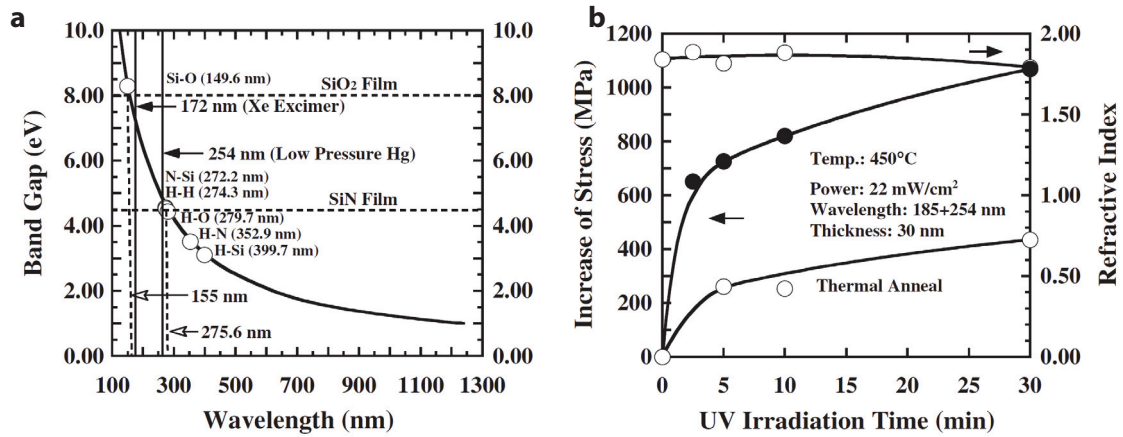 a
Band Gap (eV)
10.0
8.00
6.00
4.00
2.00
0.00
10.0
8.00
6.00
4.00
2.00
0.00
Si-O (149.6 nm)
SiO₂ Film
172 nm (Xe Excimer)
254 nm (Low Pressure Hg)
N-Si (272.2 nm)
H-H (274.3 nm)
SiN Film
H-O (279.7 nm)
H-N (352.9 nm)
H-Si (399.7 nm)
155 nm
275.6 nm
100 300 500 700 900 1100 1300
Wavelength (nm)
b
Increase of Stress (MPa)
1200
1000
800
600
400
200
0
2.00
1.50
1.00
0.50
0.00
Refractive Index
Temp.: 450°C
Power: 22 mW/cm²
Wavelength: 185+254 nm
Thickness: 30 nm
Thermal Anneal
0 5 10 15 20 25 30
UV Irradiation Time (min)